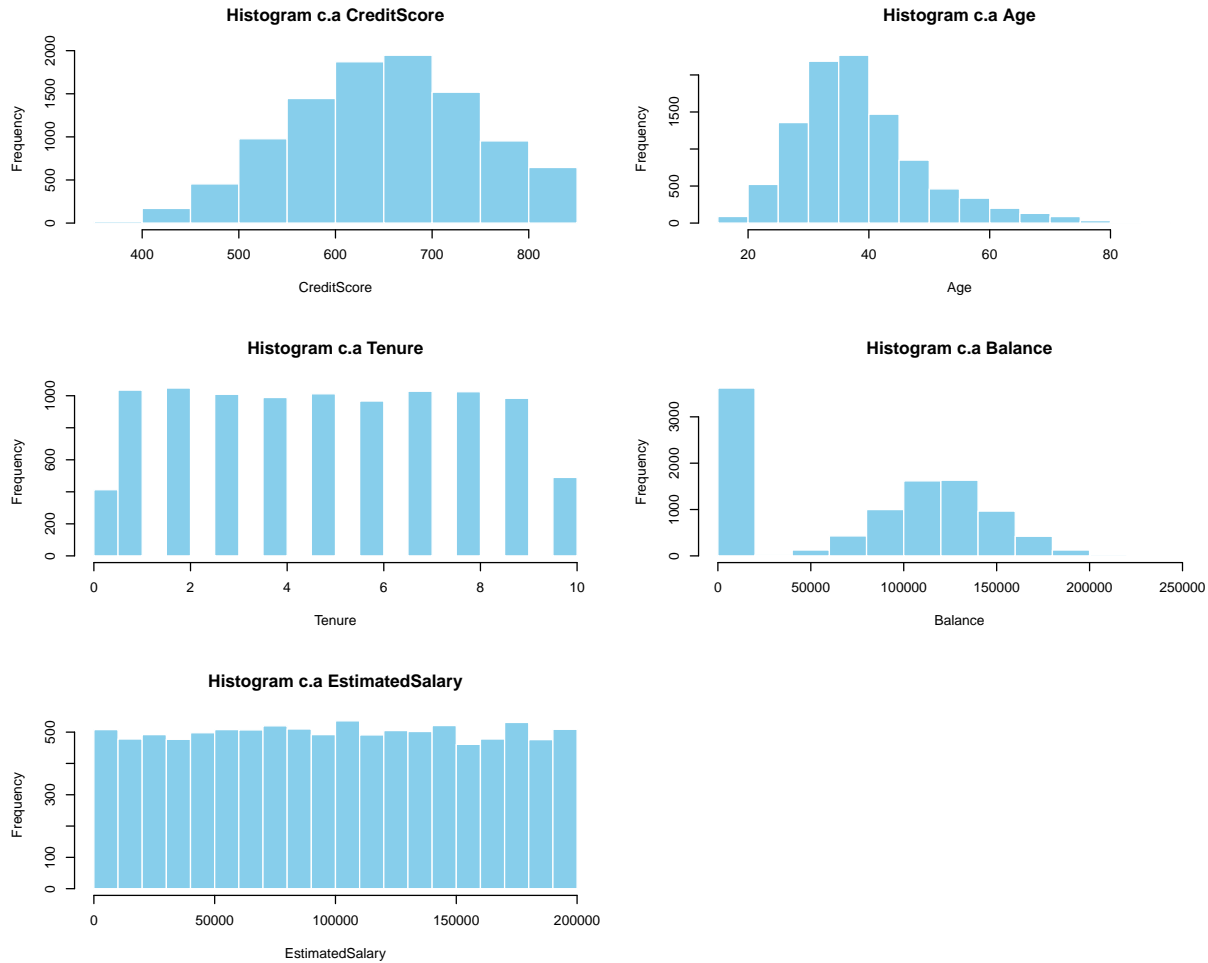 Histogram c.a CreditScore
Frequency
0 500 1000 1500 2000
400 500 600 700 800
CreditScore
Histogram c.a Age
Frequency
0 500 1500
20 40 60 80
Age
Histogram c.a Tenure
Frequency
0 200 600 1000
0 2 4 6 8 10
Tenure
Histogram c.a Balance
Frequency
0 1000 2000 3000
0 50000 100000 150000 200000 250000
Balance
Histogram c.a EstimatedSalary
Frequency
0 100 300 500
0 50000 100000 150000 200000
EstimatedSalary